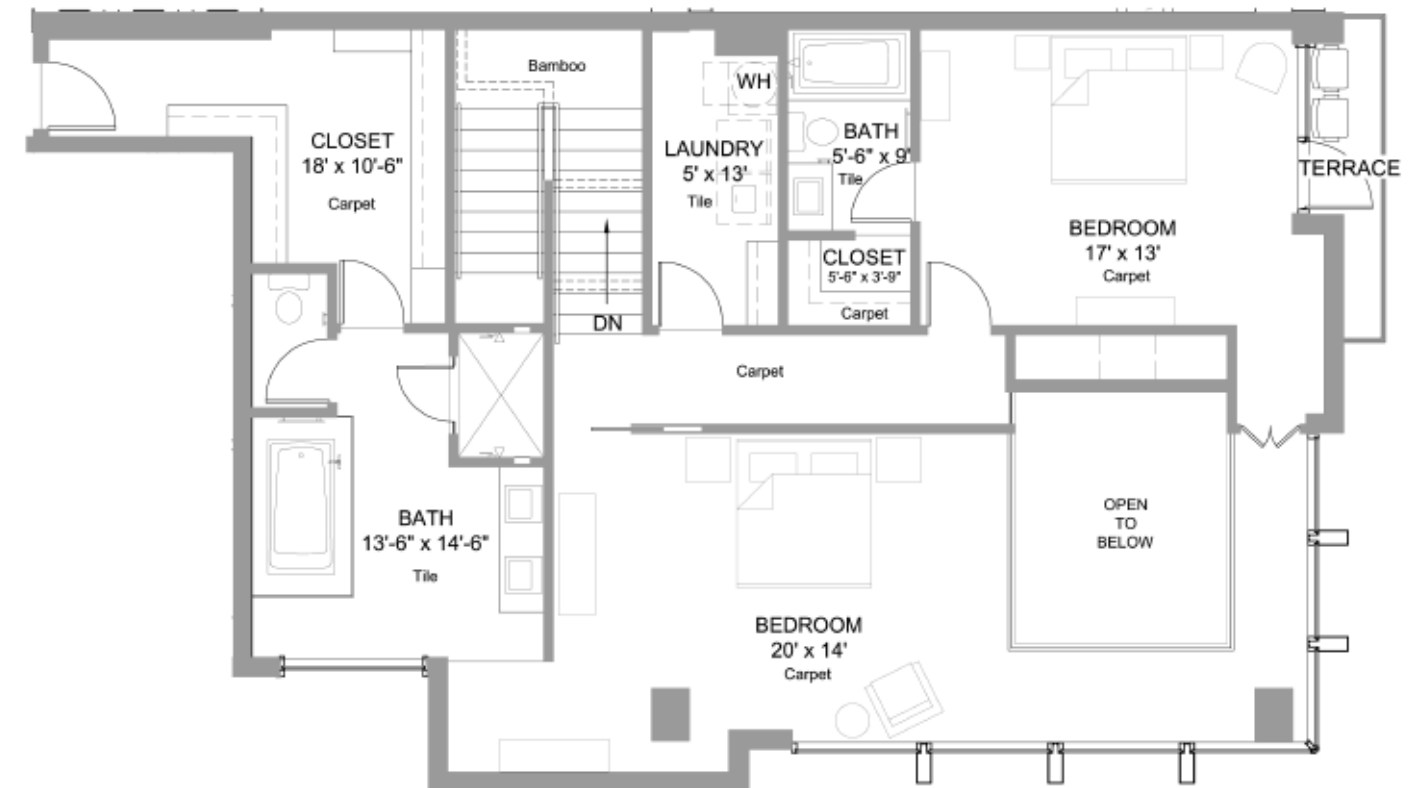 Bamboo
WH
CLOSET
18' x 10'-6"
Carpet
LAUNDRY
5' x 13'
Tile
BATH
5'-6" x 9'
Tile
TERRACE
BEDROOM
17' x 13'
Carpet
CLOSET
5'-6" x 3'-9"
Carpet
DN
Carpet
OPEN
TO
BELOW
BATH
13'-6" x 14'-6"
Tile
BEDROOM
20' x 14'
Carpet